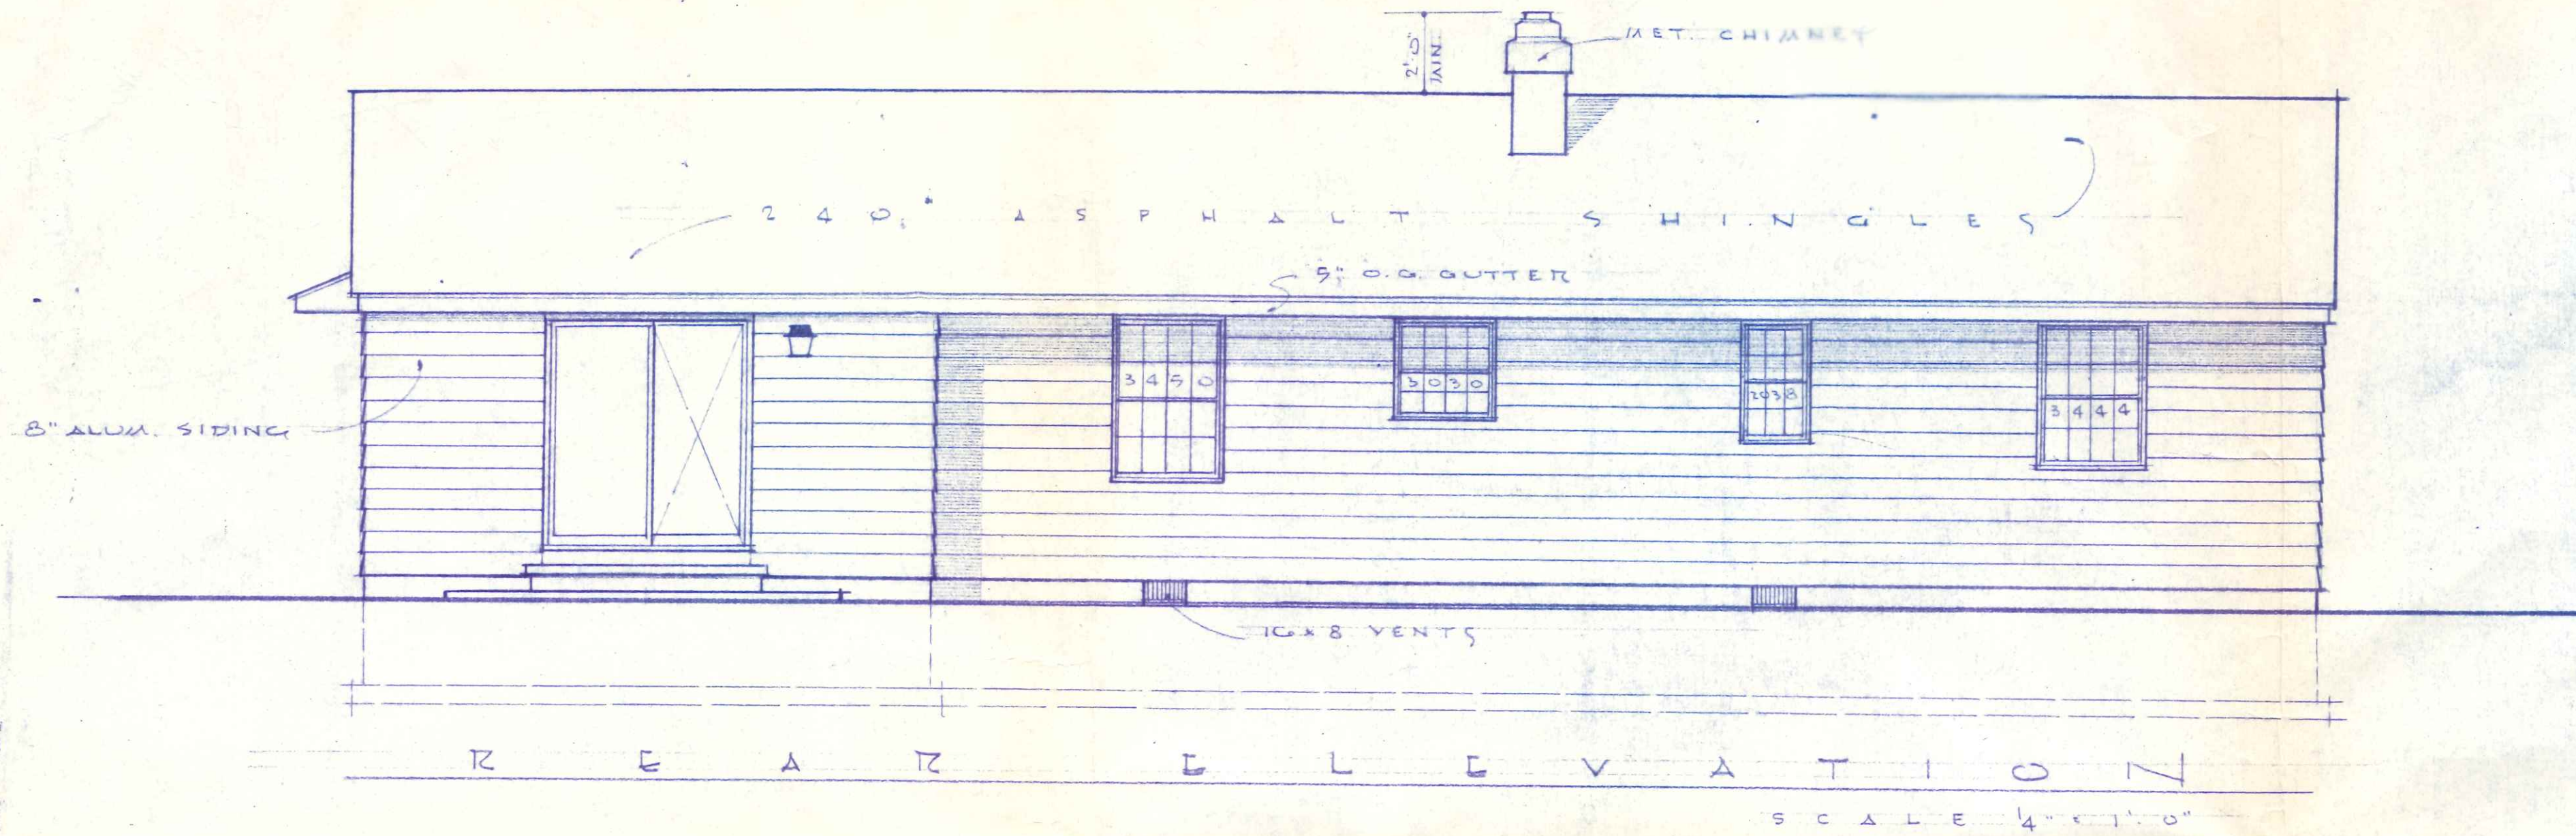 MET. CHIMNEY
2'-0"
MIN.
240# ASPHALT SHINGLES
5" O.G. GUTTER
3450
3030
2038
3444
8" ALUM. SIDING
16x8 VENTS
REAR ELEVATION
SCALE 1/4" = 1'-0"